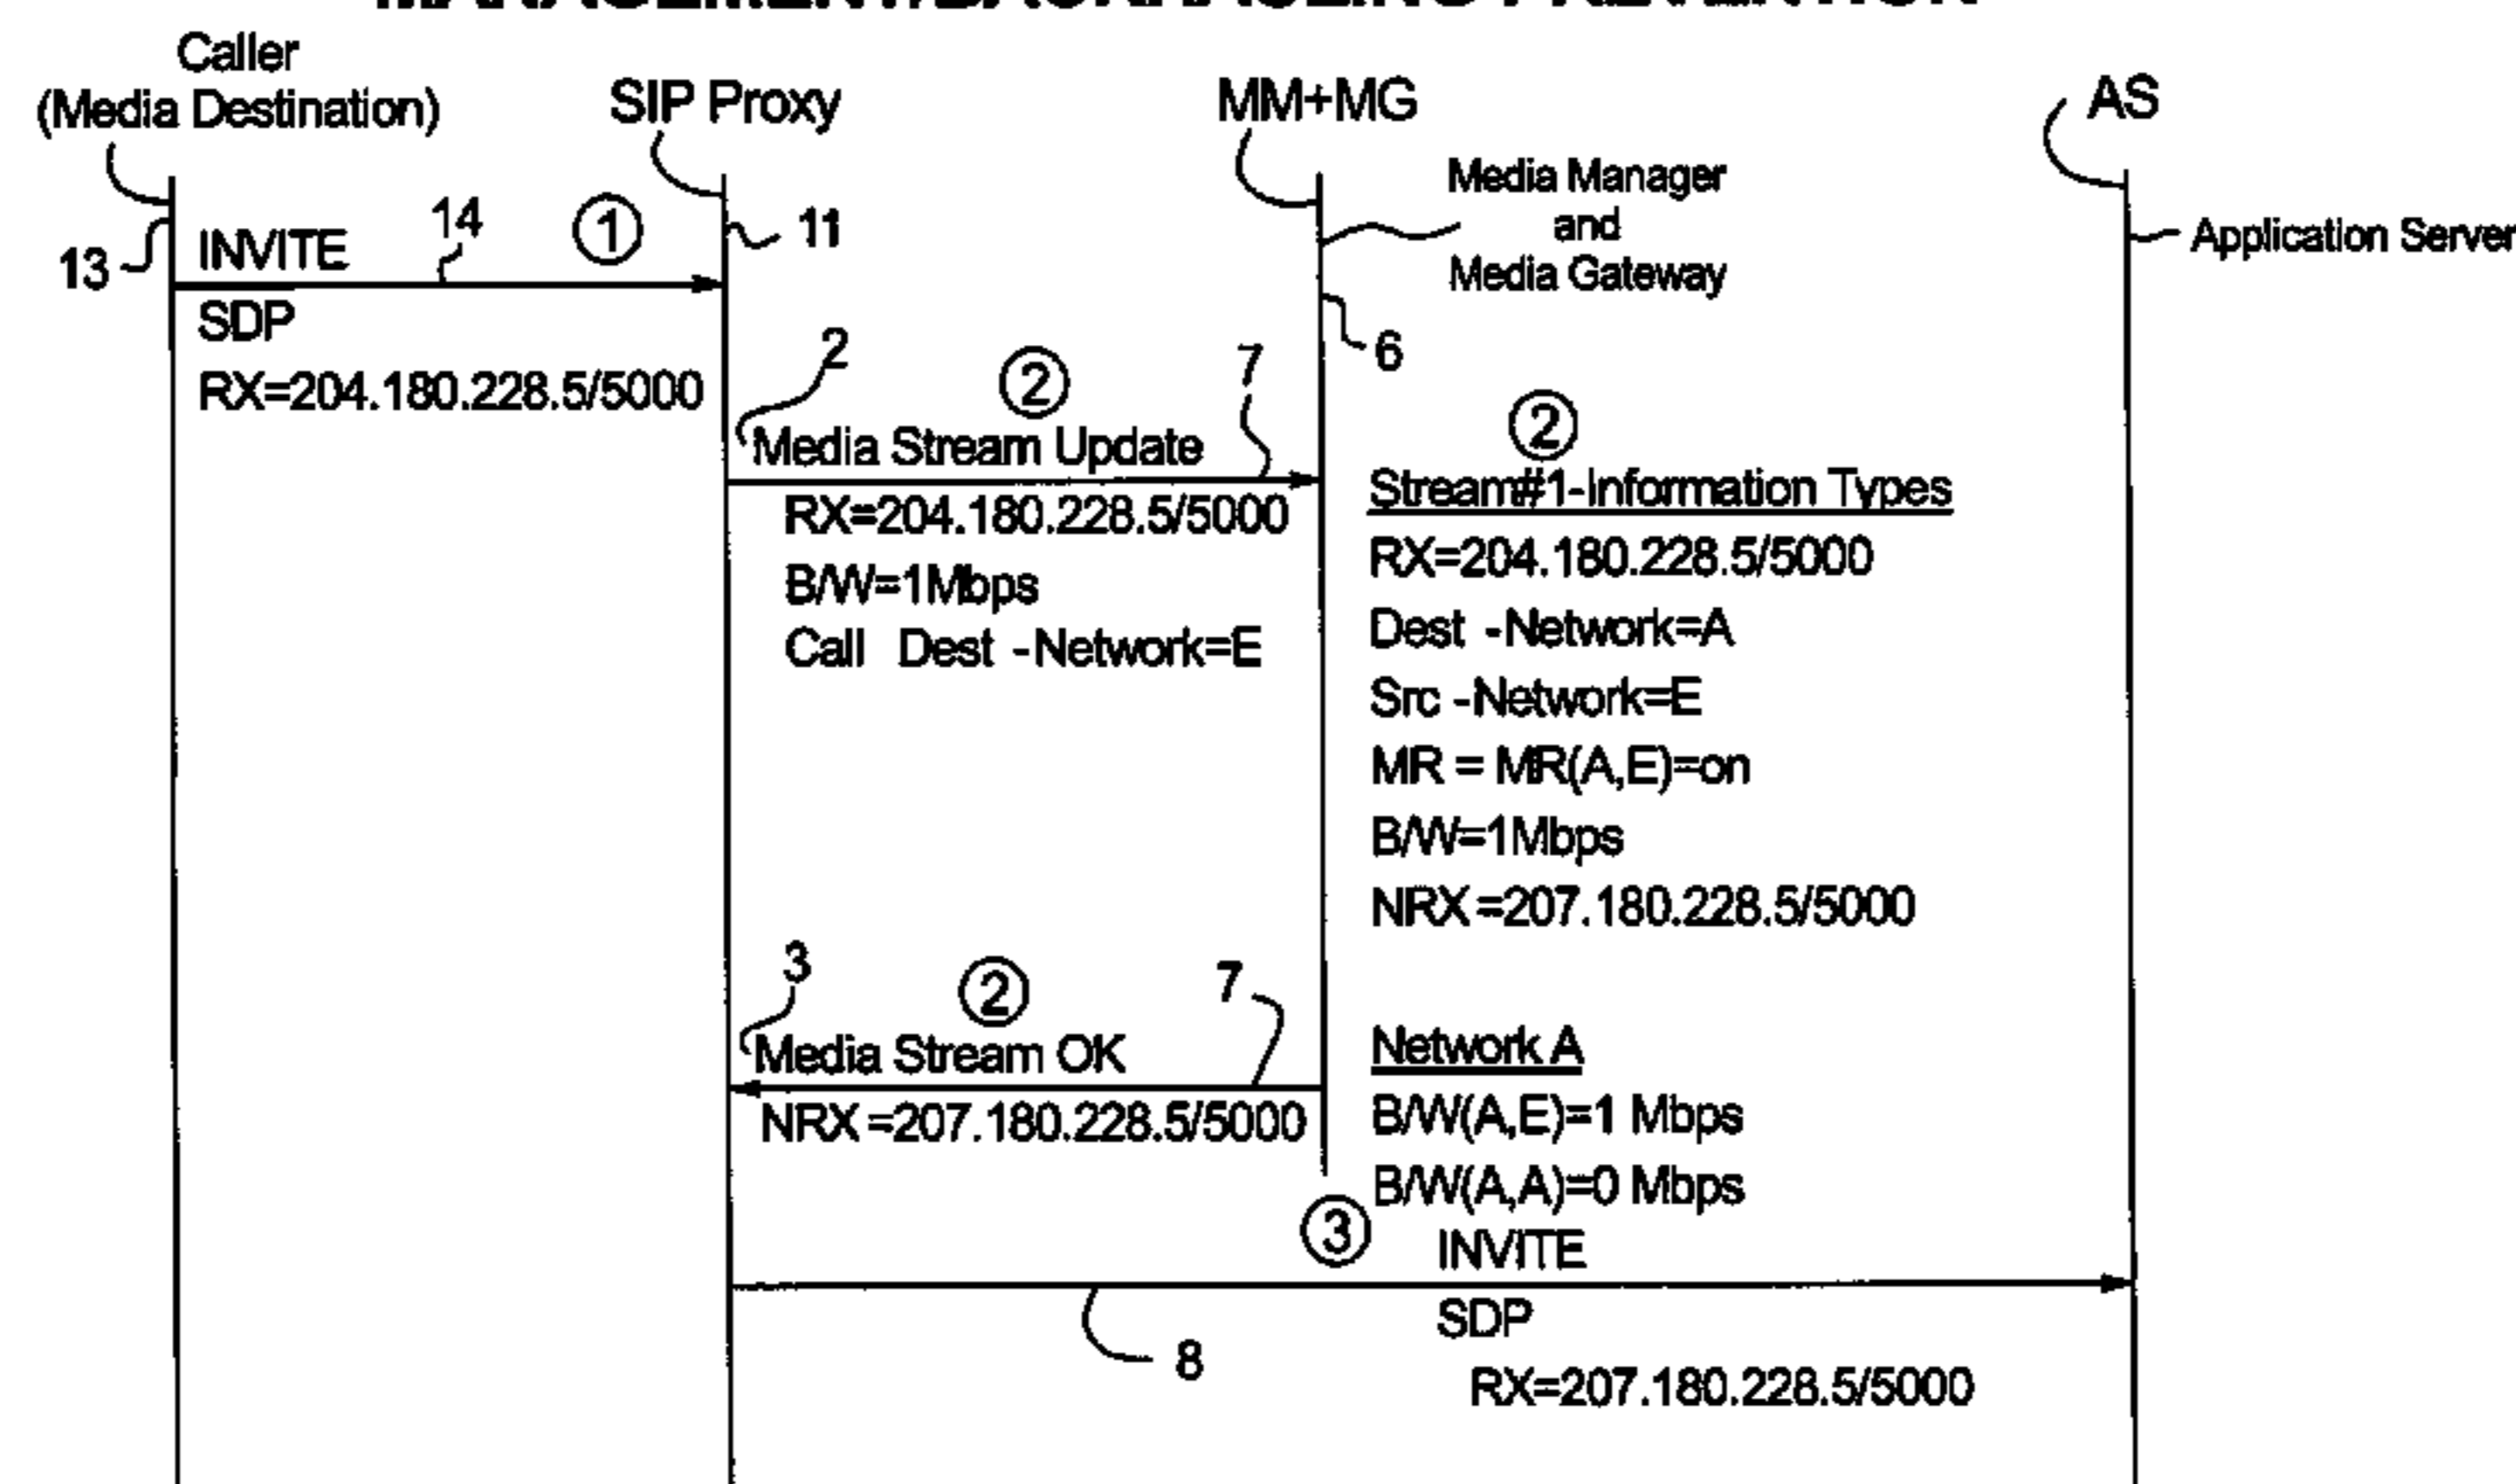 Caller
(Media Destination)
SIP Proxy
MM+MG
AS
Media Manager
and
Media Gateway
Application Server
13
INVITE
14
1
11
SDP
RX=204.180.228.5/5000
6
2
2
7
Media Stream Update
RX=204.180.228.5/5000
B/W=1Mbps
Call Dest -Network=E
2
Stream#1-Information Types
RX=204.180.228.5/5000
Dest -Network=A
Src -Network=E
MR = MR(A,E)=on
B/W=1Mbps
NRX=207.180.228.5/5000
3
2
7
Media Stream OK
NRX=207.180.228.5/5000
Network A
B/W(A,E)=1 Mbps
B/W(A,A)=0 Mbps
3
INVITE
SDP
8
RX=207.180.228.5/5000